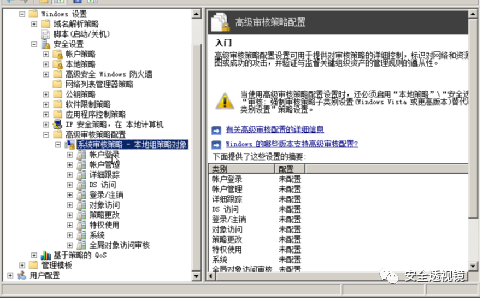 Windows 设置
域名解析策略
脚本(启动/关机)
安全设置
帐户策略
本地策略
高级安全 Windows 防火墙
网络列表管理器策略
公钥策略
软件限制策略
应用程序控制策略
IP 安全策略，在 本地计算机
高级审核策略配置
系统审核策略 - 本地组策略对象
帐户登录
帐户管理
详细跟踪
DS 访问
登录/注销
对象访问
策略更改
特权使用
系统
全局对象访问审核
基于策略的 QoS
管理模板
用户配置
高级审核策略配置
入门
高级审核策略配置设置可用于提供对审核策略的详细控制，标识对网络和资
图或成功的攻击，并验证与监督关键组织资产的管理规则的遵从性。
当使用高级审核策略配置设置时，还必须启用“本地策略”\“安全选
“审核: 强制审核策略子类别设置(Windows Vista 或更高版本)替代
类别设置”策略设置。
有关高级审核配置的详细信息
Windows 的哪些版本支持高级审核配置?
下面提供了这些设置的摘要:
类别 配置
帐户登录 未配置
帐户管理 未配置
详细跟踪 未配置
DS 访问 未配置
登录/注销 未配置
对象访问 未配置
策略更改 未配置
特权使用 未配置
系统 未配置
全局对象访问审核 未配置
安全透视镜